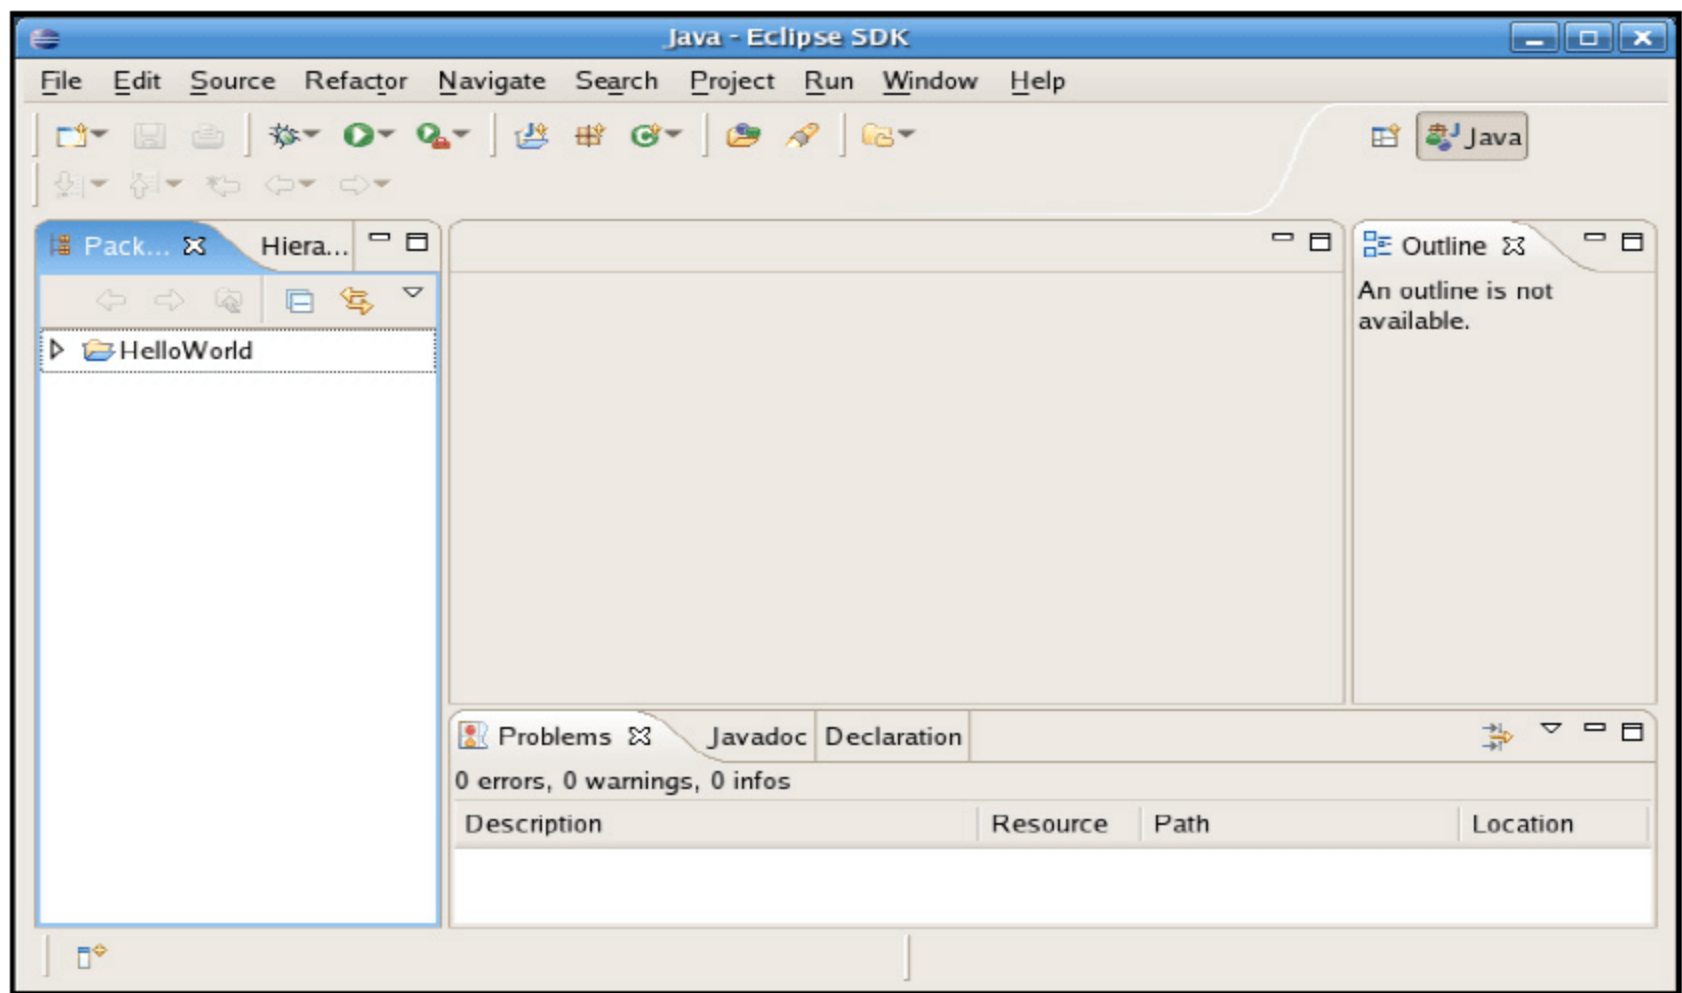 Java - Eclipse SDK
File Edit Source Refactor Navigate Search Project Run Window Help
Java
Pack... Hiera...
Outline
An outline is not
available.
HelloWorld
Problems Javadoc Declaration
0 errors, 0 warnings, 0 infos
Description Resource Path Location